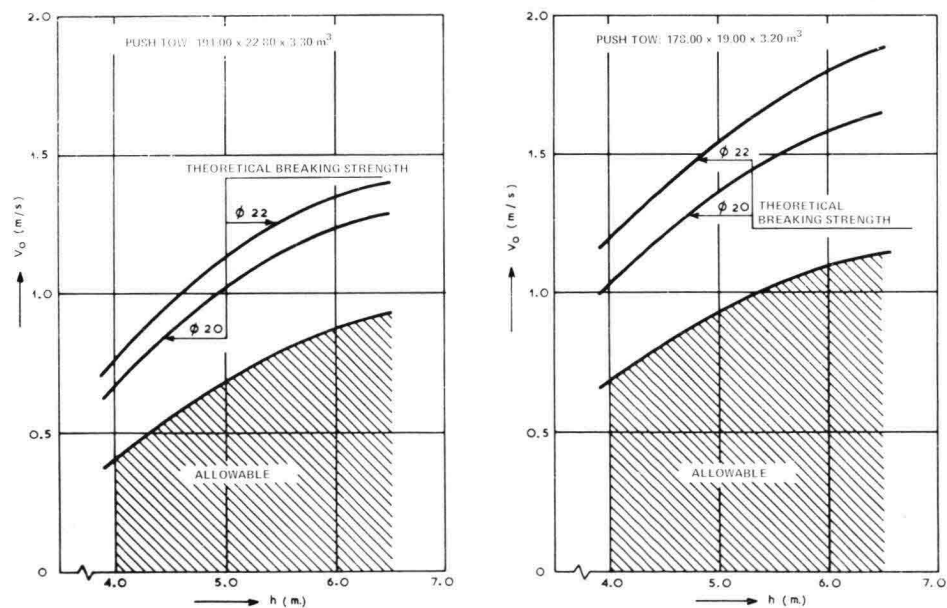 2.0
PUSH TOW: 191.00 x 22.80 x 3.30 m³
1.5
THEORETICAL BREAKING STRENGTH
ϕ 22
V₀ (m/s)
1.0
ϕ 20
0.5
ALLOWABLE
0
4.0 5.0 6.0 7.0
h (m.)
2.0
PUSH TOW: 178.00 x 19.00 x 3.20 m³
1.5
ϕ 22
ϕ 20
THEORETICAL
BREAKING STRENGTH
V₀ (m/s)
1.0
0.5
ALLOWABLE
0
4.0 5.0 6.0 7.0
h (m.)